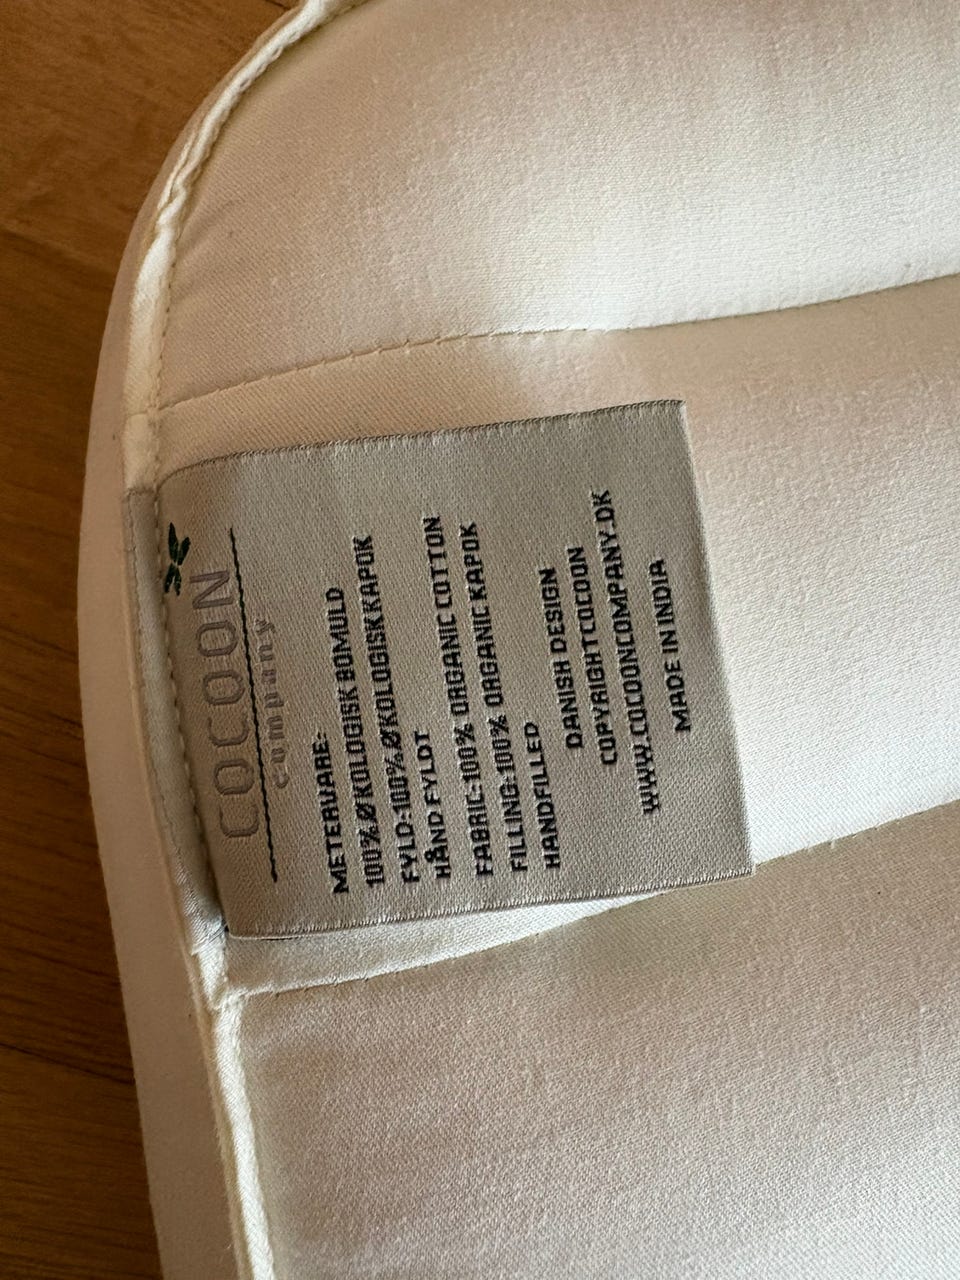 COCOON
company
METERVARE:
100% ØKOLOGISK BOMULD
FYLD:100% ØKOLOGISK KAPOK
HÅND FYLDT
FABRIC:100% ORGANIC COTTON
FILLING:100% ORGANIC KAPOK
HANDFILLED
DANISH DESIGN
COPYRIGHTCOCOON
WWW.COCOONCOMPANY.DK
MADE IN INDIA